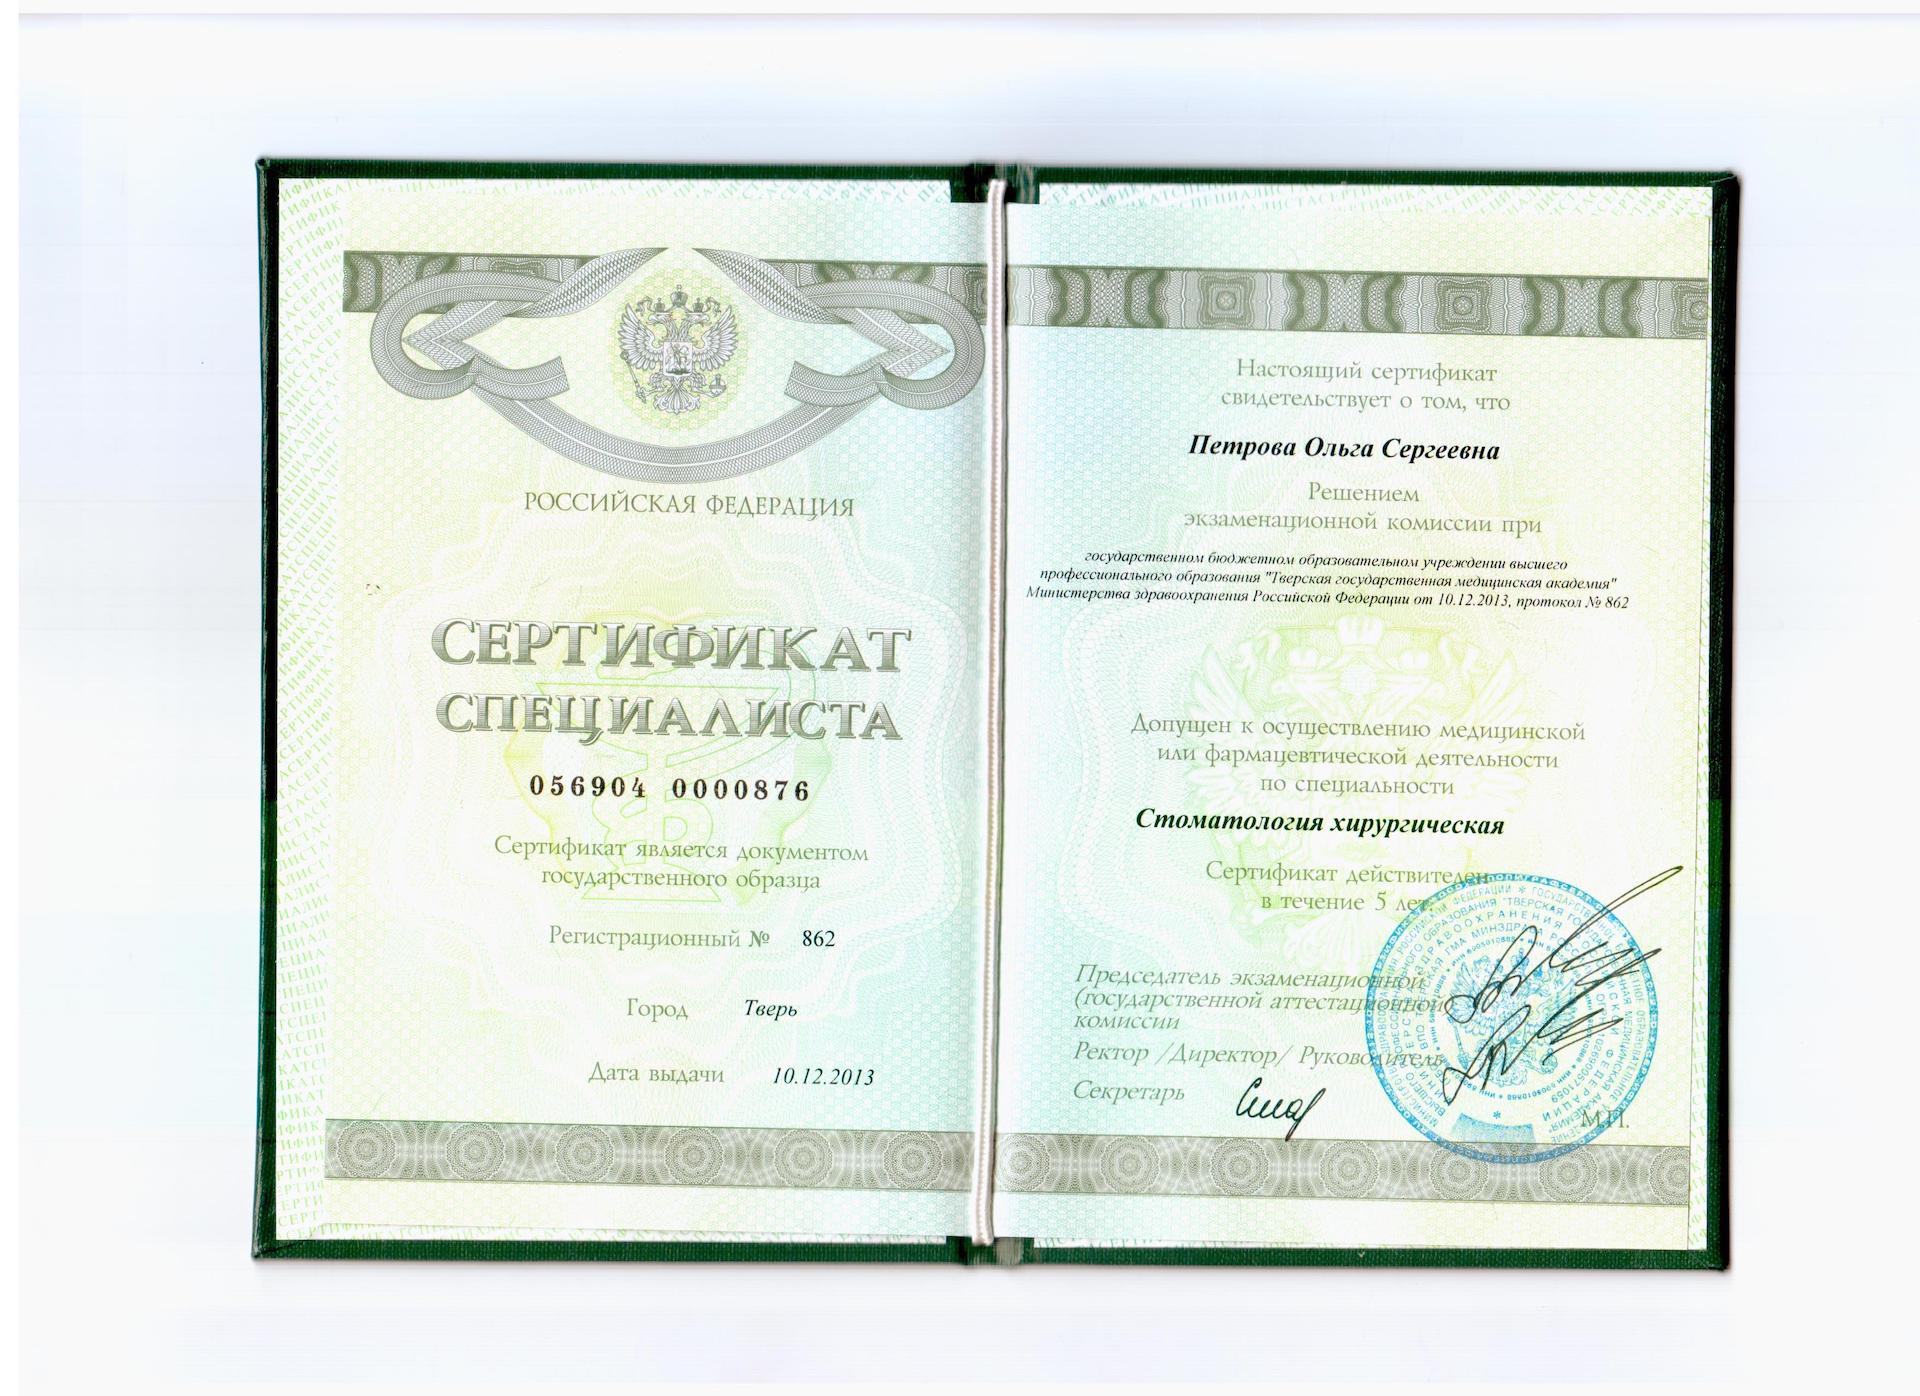 РОССИЙСКАЯ ФЕДЕРАЦИЯ
СЕРТИФИКАТ
СПЕЦИАЛИСТА
056904 0000876
Сертификат является документом
государственного образца
Регистрационный № 862
Город Тверь
Дата выдачи 10.12.2013
Настоящий сертификат
свидетельствует о том, что
Петрова Ольга Сергеевна
Решением
экзаменационной комиссии при
государственном бюджетном образовательном учреждении высшего
профессионального образования "Тверская государственная медицинская академия"
Министерства здравоохранения Российской Федерации от 10.12.2013, протокол № 862
Допущен к осуществлению медицинской
или фармацевтической деятельности
по специальности
Стоматология хирургическая
Сертификат действителен
в течение 5 лет.
Председатель экзаменационной
(государственной аттестационной
комиссии
Ректор /Директор/ Руководитель
Секретарь
М.П.